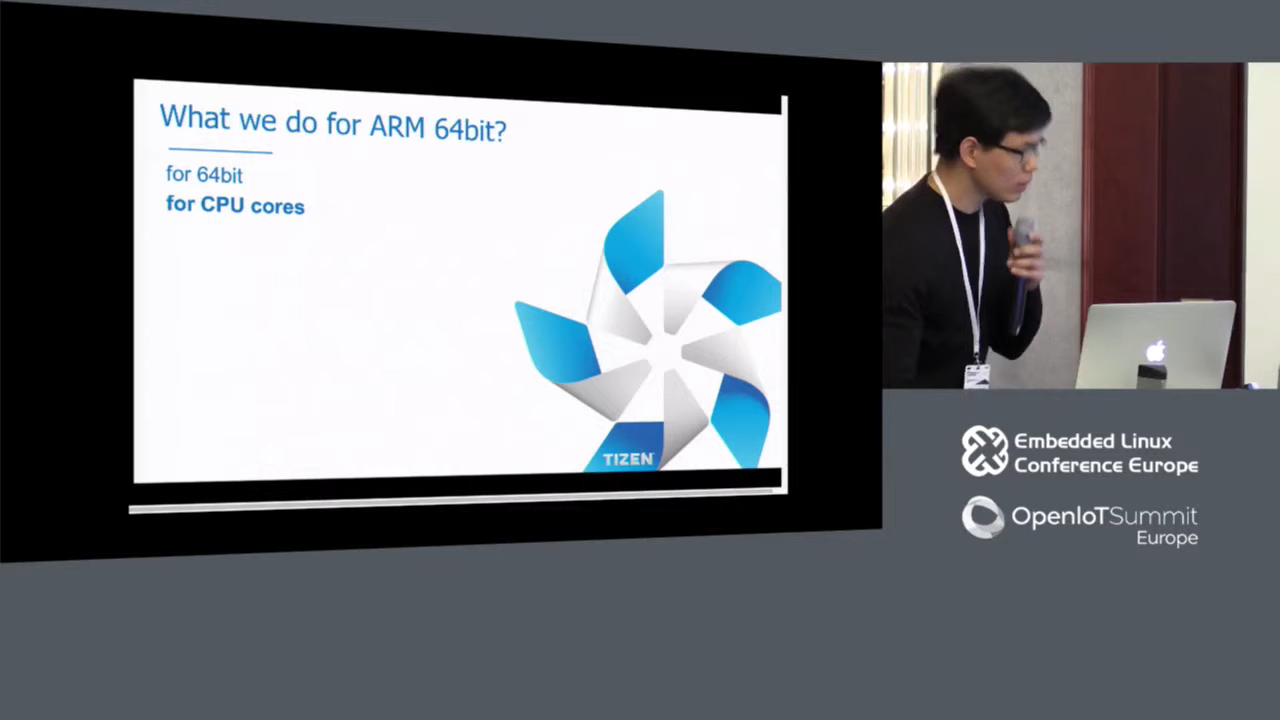 What we do for ARM 64bit?
for 64bit
for CPU cores
TIZEN
Embedded Linux
Conference Europe
OpenIoTSummit
Europe